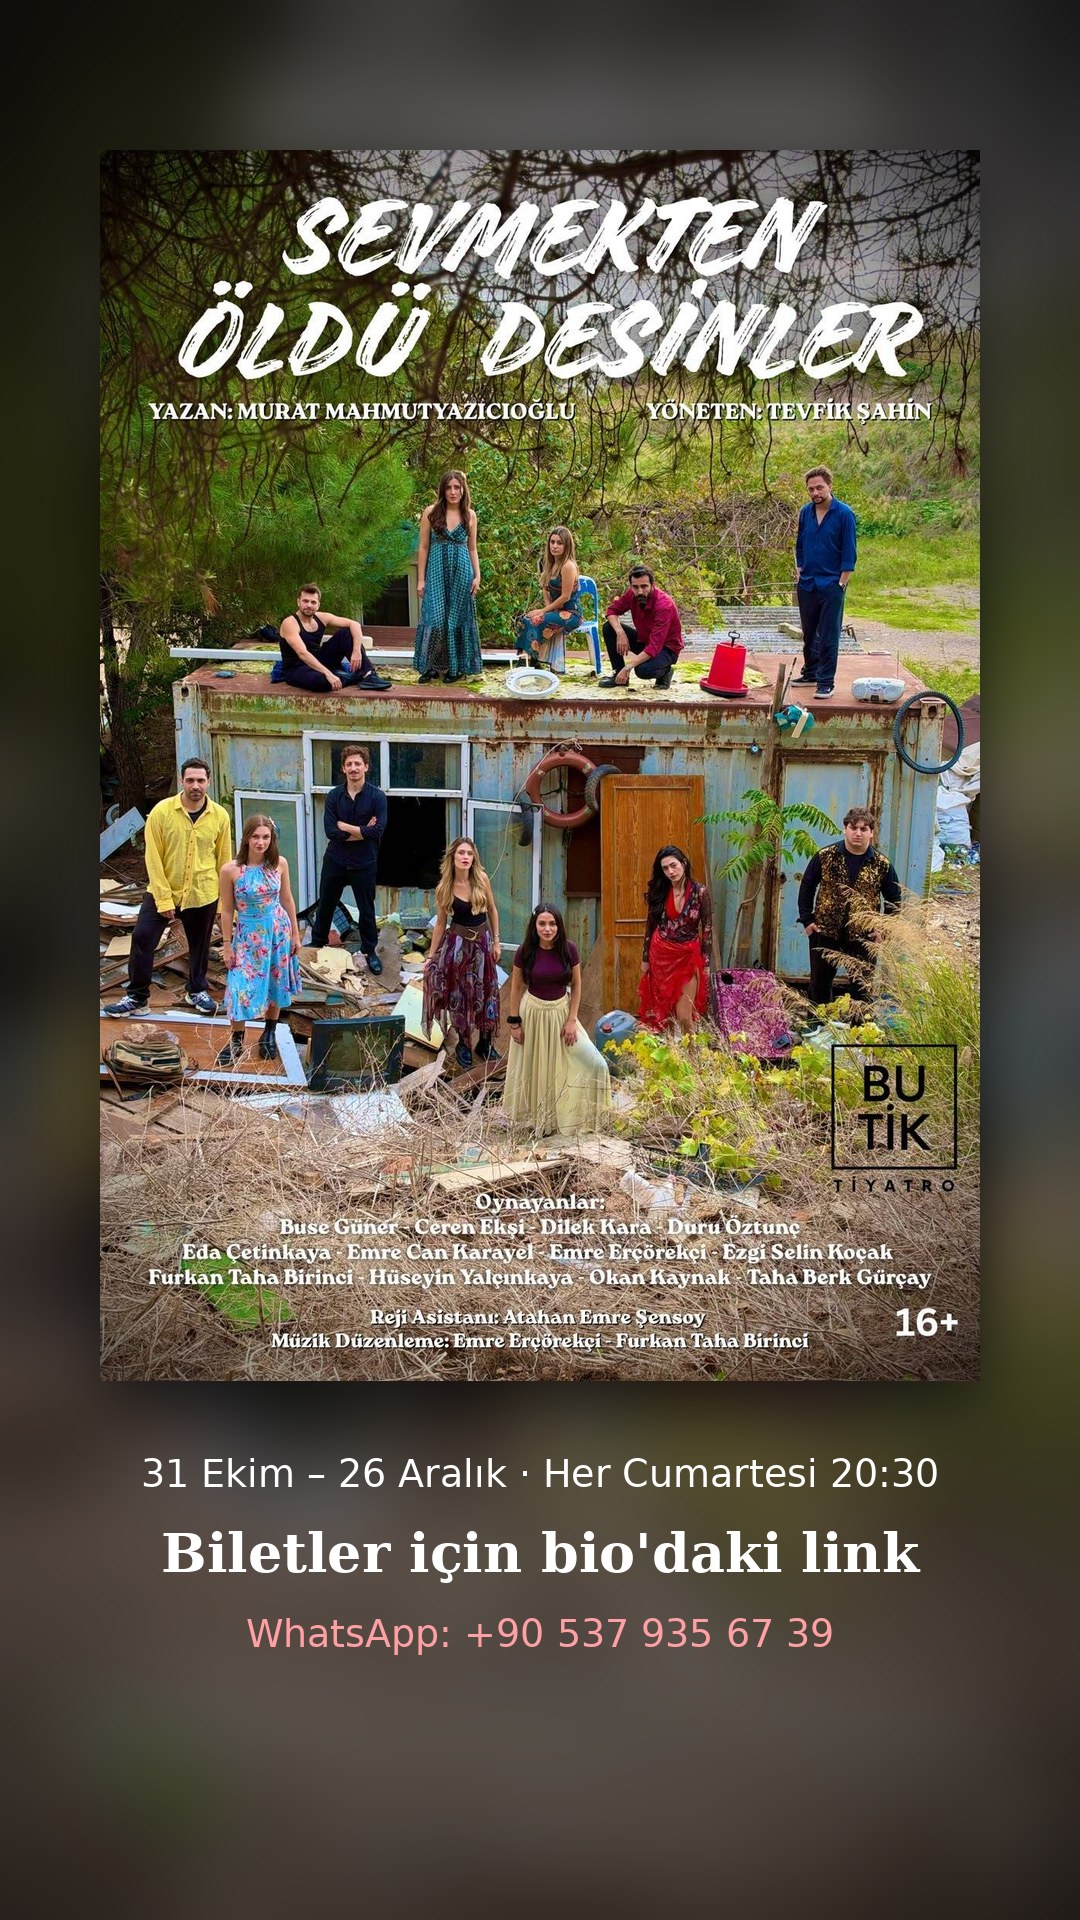 SEVMEKTEN
ÖLDÜ DESİNLER
YAZAN: MURAT MAHMUTYAZICIOĞLU YÖNETEN: TEVFİK ŞAHİN
BU
TİK
TİYATRO
Oynayanlar:
Buse Güner - Ceren Ekşi - Dilek Kara - Duru Öztunç
Eda Çetinkaya - Emre Can Karayel - Emre Erçörekçi - Ezgi Selin Koçak
Furkan Taha Birinci - Hüseyin Yalçınkaya - Okan Kaynak - Taha Berk Gürçay
Reji Asistanı: Atahan Emre Şensoy
Müzik Düzenleme: Emre Erçörekçi - Furkan Taha Birinci
16+
31 Ekim – 26 Aralık · Her Cumartesi 20:30
Biletler için bio'daki link
WhatsApp: +90 537 935 67 39